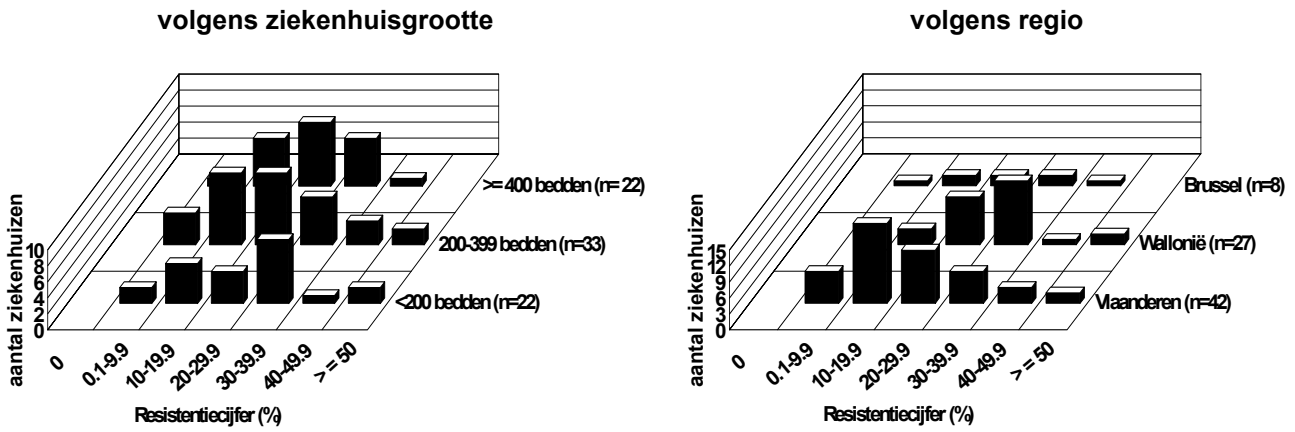 volgens ziekenhuisgrootte
aantal ziekenhuizen
10
8
6
4
2
0
0
0.1-9.9
10-19.9
20-29.9
30-39.9
40-49.9
> = 50
>= 400 bedden (n= 22)
200-399 bedden (n=33)
<200 bedden (n=22)
Resistentiecijfer (%)
volgens regio
aantal ziekenhuizen
15
12
9
6
3
0
0
0.1-9.9
10-19.9
20-29.9
30-39.9
40-49.9
> = 50
Brussel (n=8)
Wallonië (n=27)
Vlaanderen (n=42)
Resistentiecijfer (%)